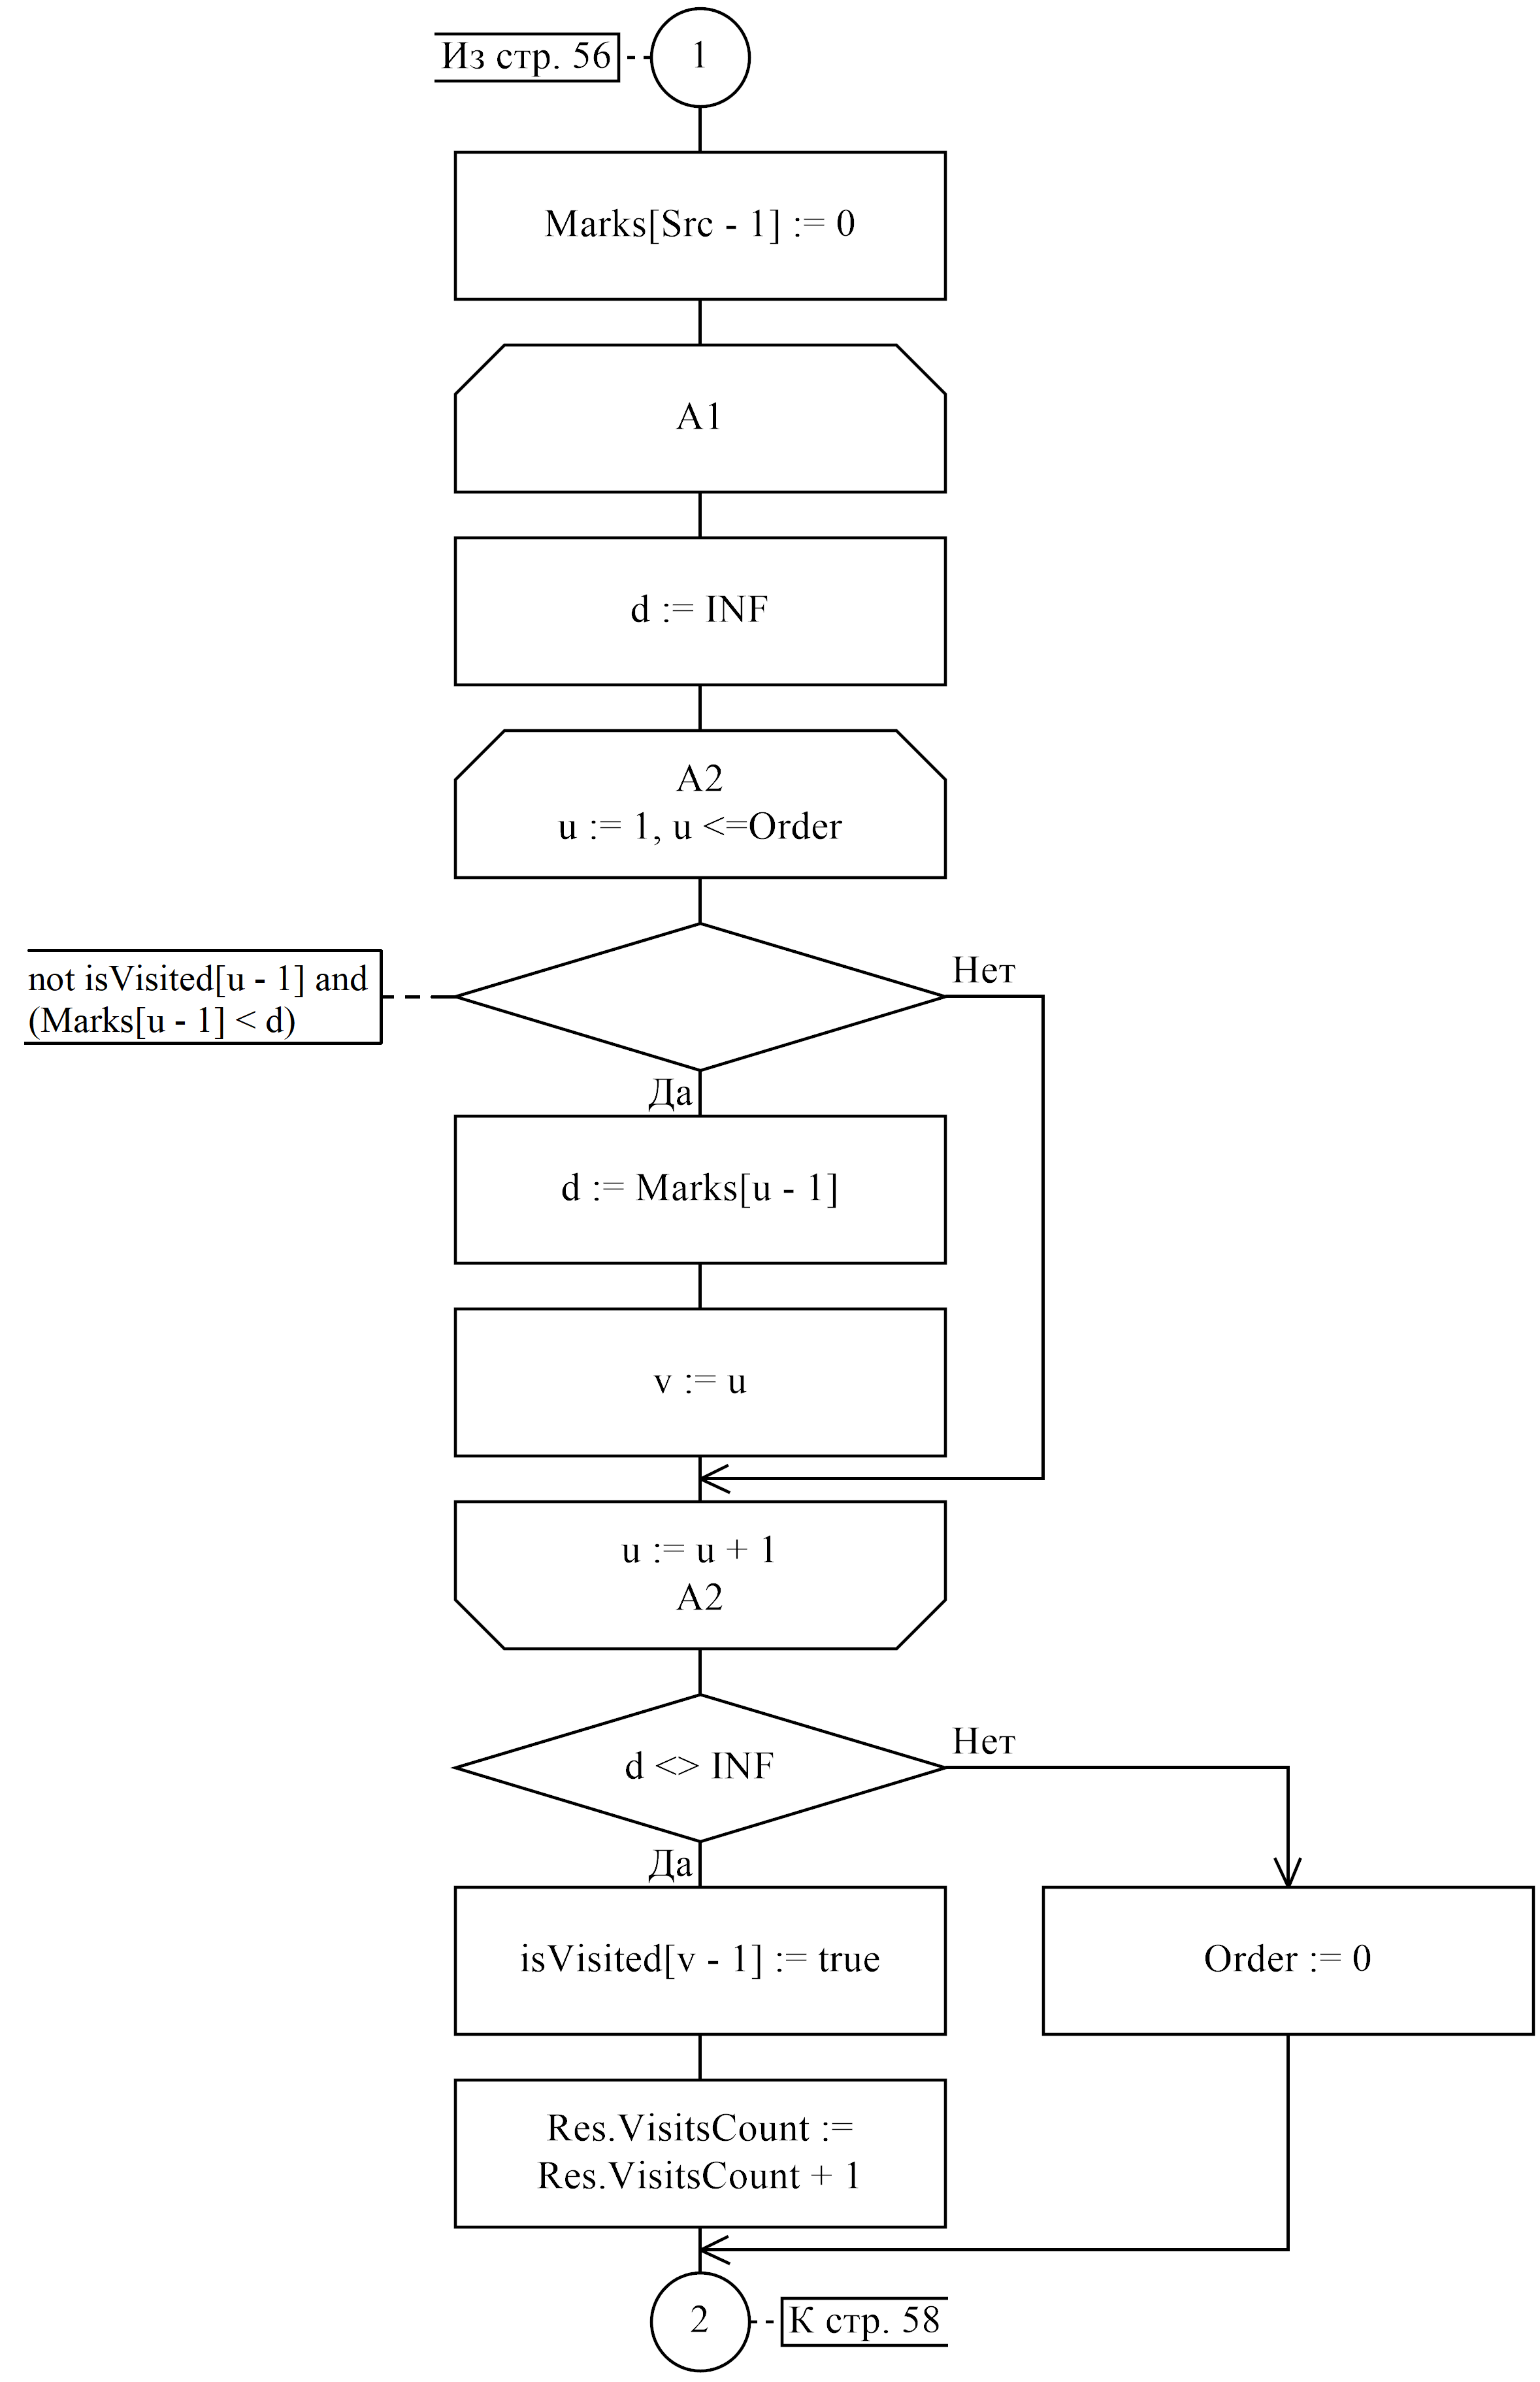 Из стр. 56
1
Marks[Src - 1] := 0
A1
d := INF
A2
u := 1, u <=Order
not isVisited[u - 1] and
(Marks[u - 1] < d)
Нет
Да
d := Marks[u - 1]
v := u
u := u + 1
A2
d <> INF
Нет
Да
isVisited[v - 1] := true
Order := 0
Res.VisitsCount :=
Res.VisitsCount + 1
2
К стр. 58